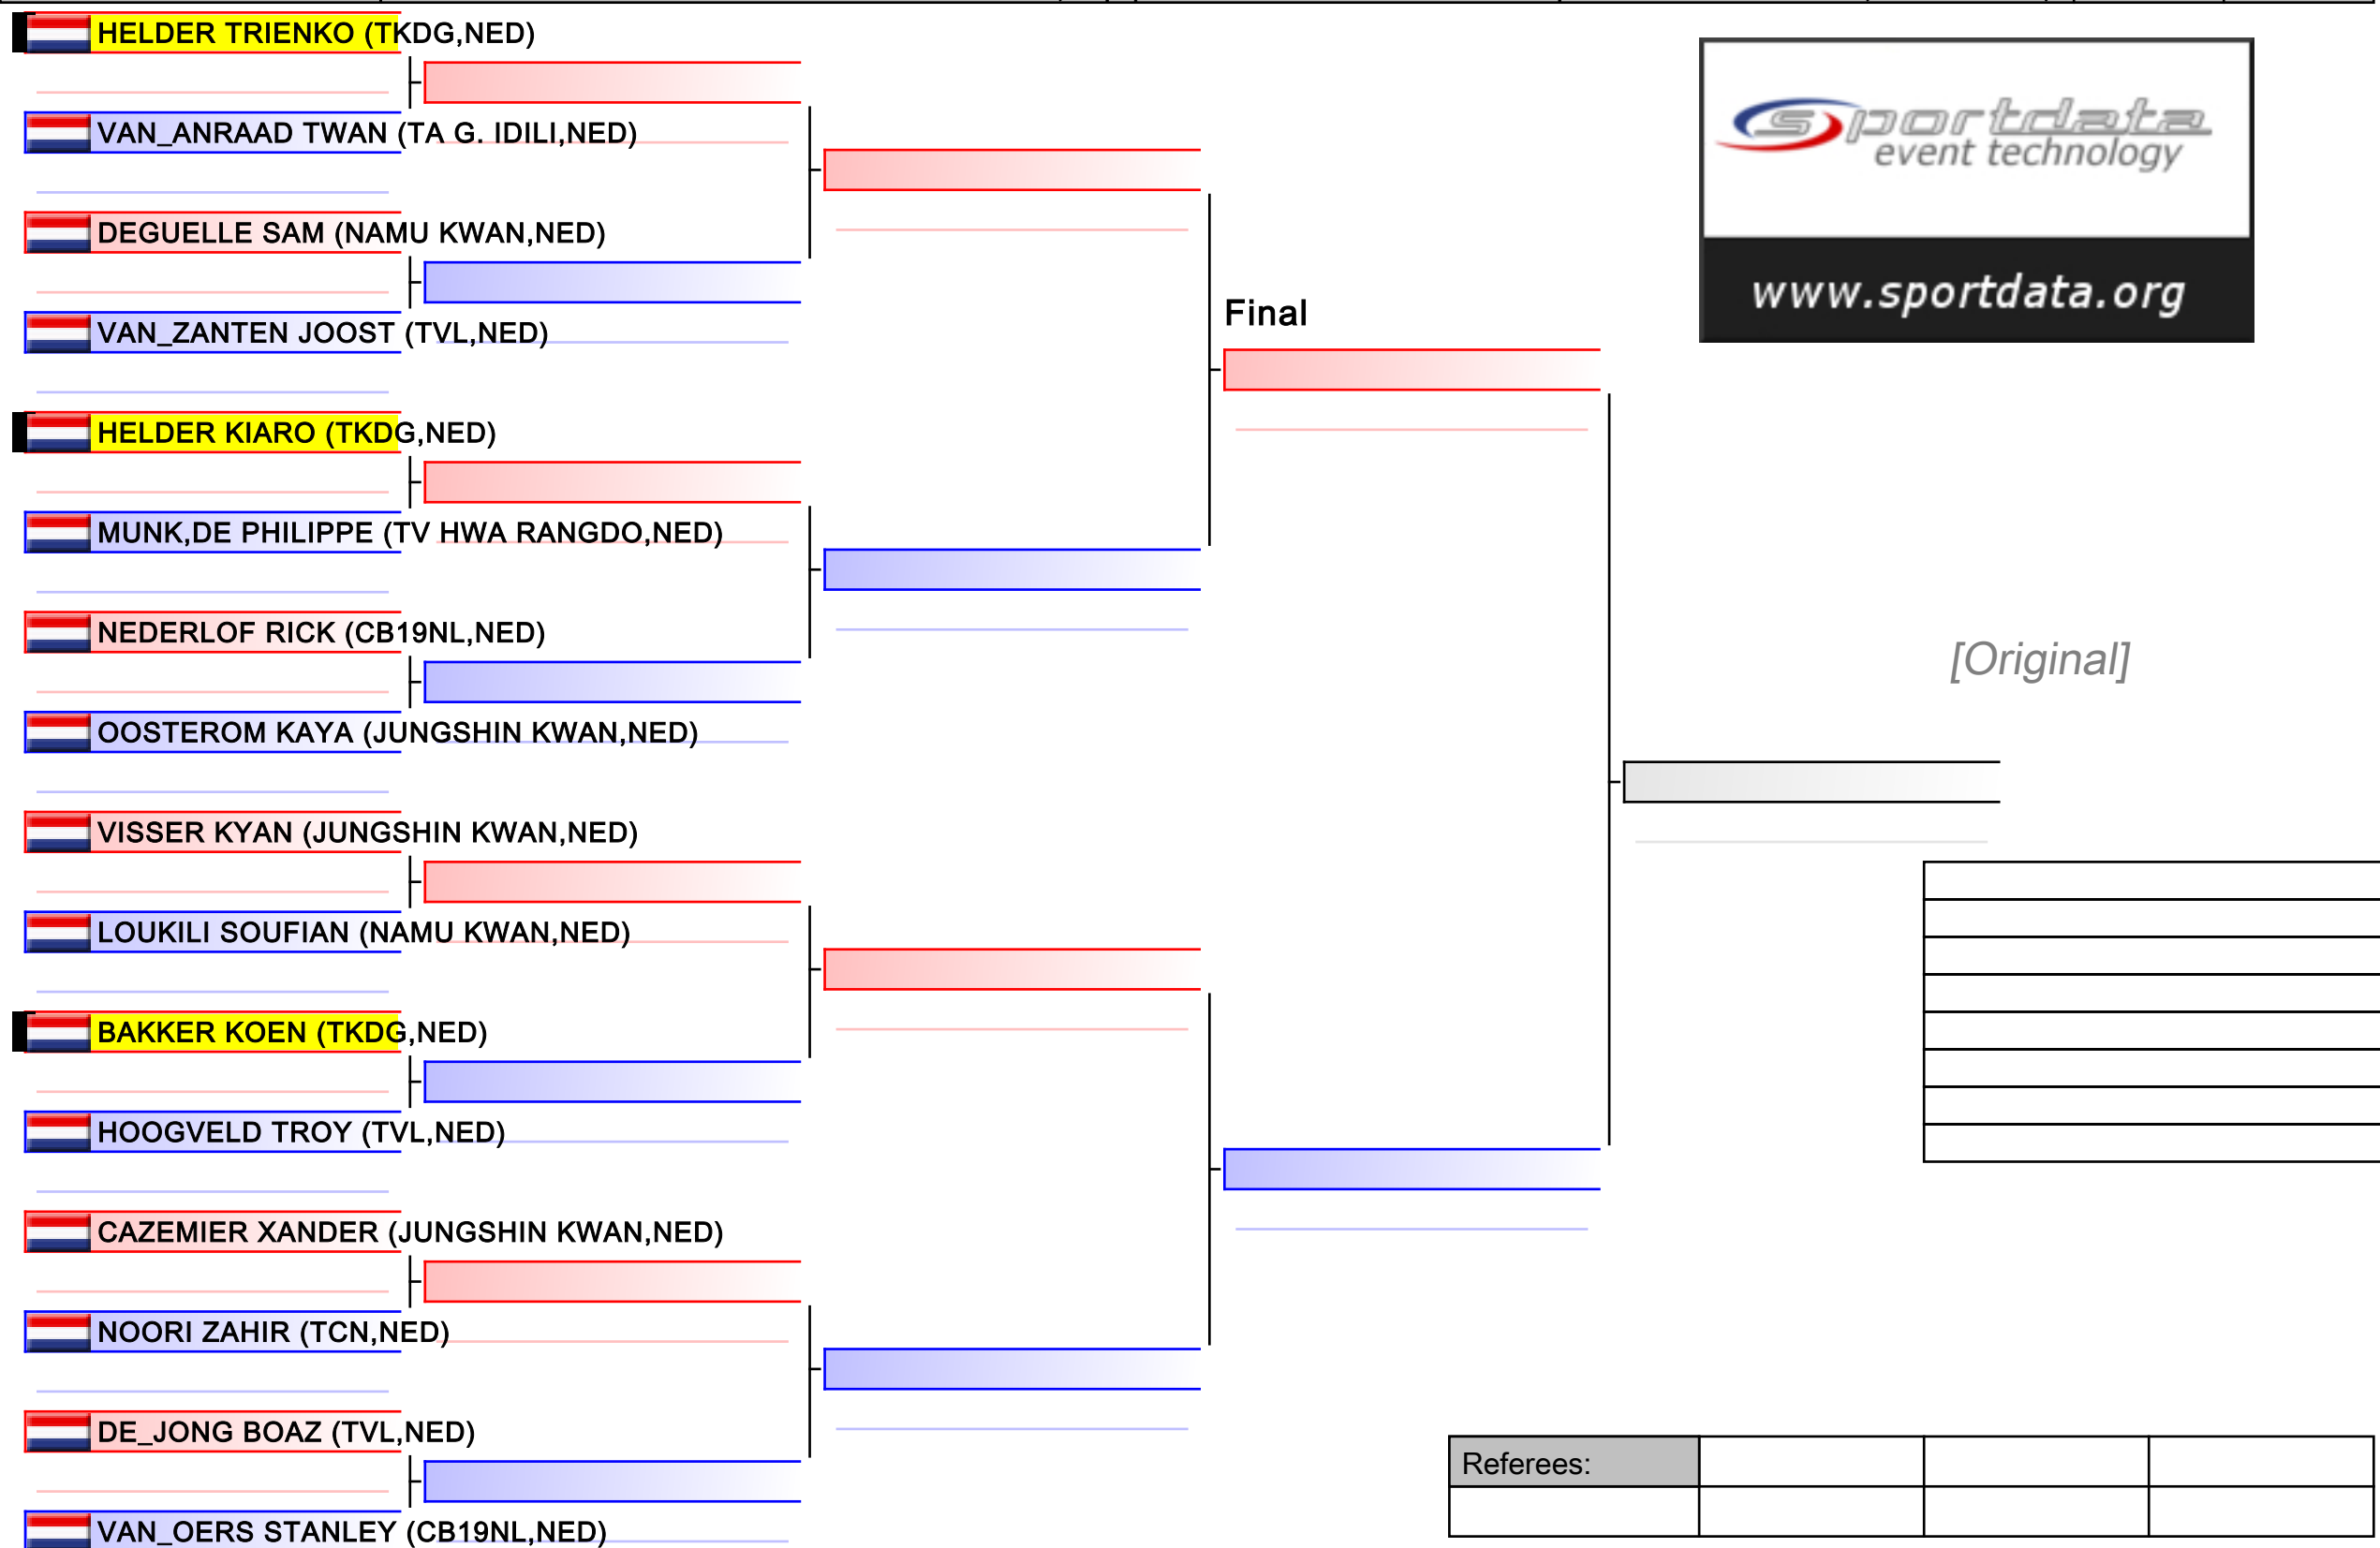 HELDER TRIENKO (TKDG,NED)
VAN_ANRAAD TWAN (TA G. IDILI,NED)
DEGUELLE SAM (NAMU KWAN,NED)
VAN_ZANTEN JOOST (TVL,NED)
HELDER KIARO (TKDG,NED)
MUNK,DE PHILIPPE (TV HWA RANGDO,NED)
NEDERLOF RICK (CB19NL,NED)
OOSTEROM KAYA (JUNGSHIN KWAN,NED)
VISSER KYAN (JUNGSHIN KWAN,NED)
LOUKILI SOUFIAN (NAMU KWAN,NED)
BAKKER KOEN (TKDG,NED)
HOOGVELD TROY (TVL,NED)
CAZEMIER XANDER (JUNGSHIN KWAN,NED)
NOORI ZAHIR (TCN,NED)
DE_JONG BOAZ (TVL,NED)
VAN_OERS STANLEY (CB19NL,NED)
Final
sportdata
event technology
www.sportdata.org
[Original]
Referees: